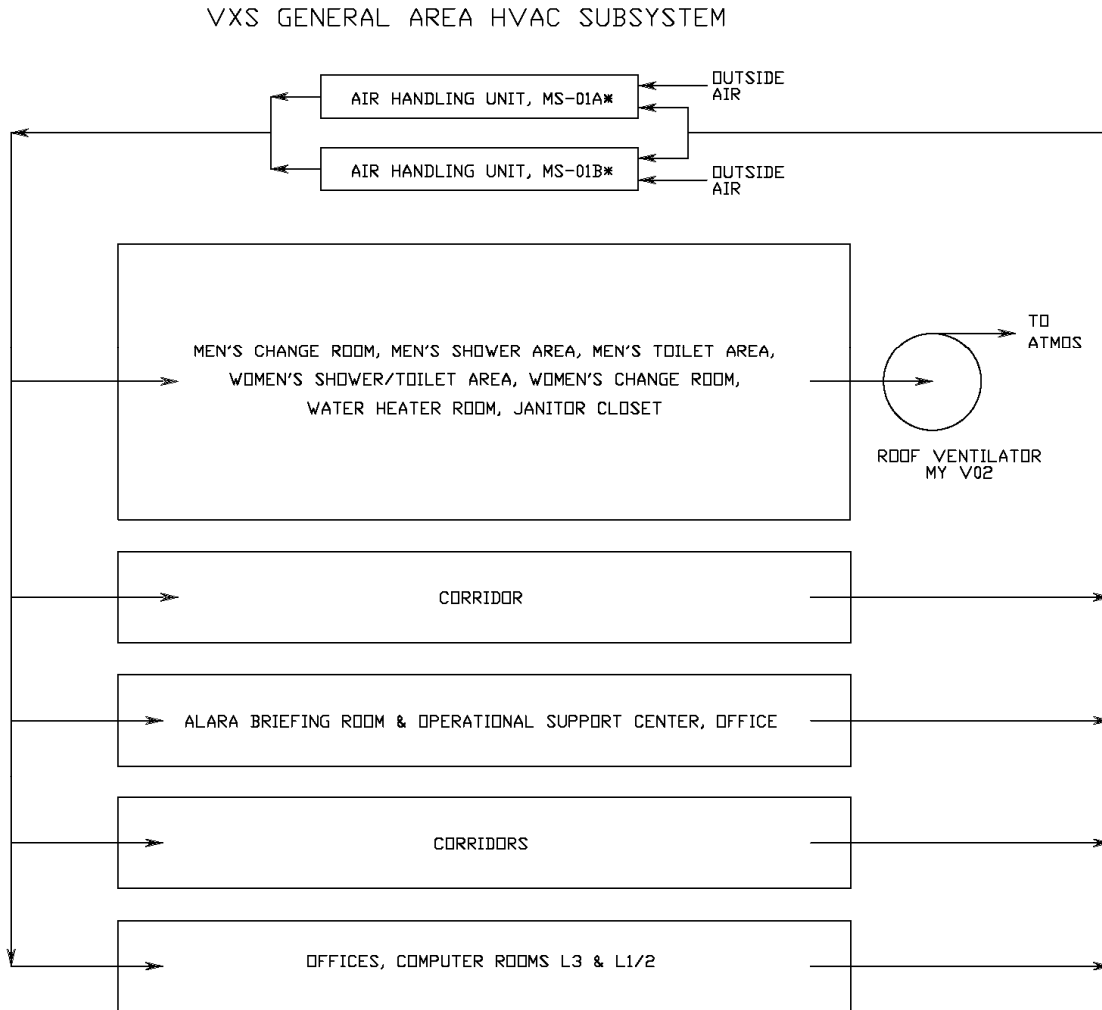 VXS GENERAL AREA HVAC SUBSYSTEM
AIR HANDLING UNIT, MS-01A*
OUTSIDE
AIR
AIR HANDLING UNIT, MS-01B*
OUTSIDE
AIR
MEN'S CHANGE ROOM, MEN'S SHOWER AREA, MEN'S TOILET AREA,
WOMEN'S SHOWER/TOILET AREA, WOMEN'S CHANGE ROOM,
WATER HEATER ROOM, JANITOR CLOSET
TO
ATMOS
ROOF VENTILATOR
MY V02
CORRIDOR
ALARA BRIEFING ROOM & OPERATIONAL SUPPORT CENTER, OFFICE
CORRIDORS
OFFICES, COMPUTER ROOMS L3 & L1/2